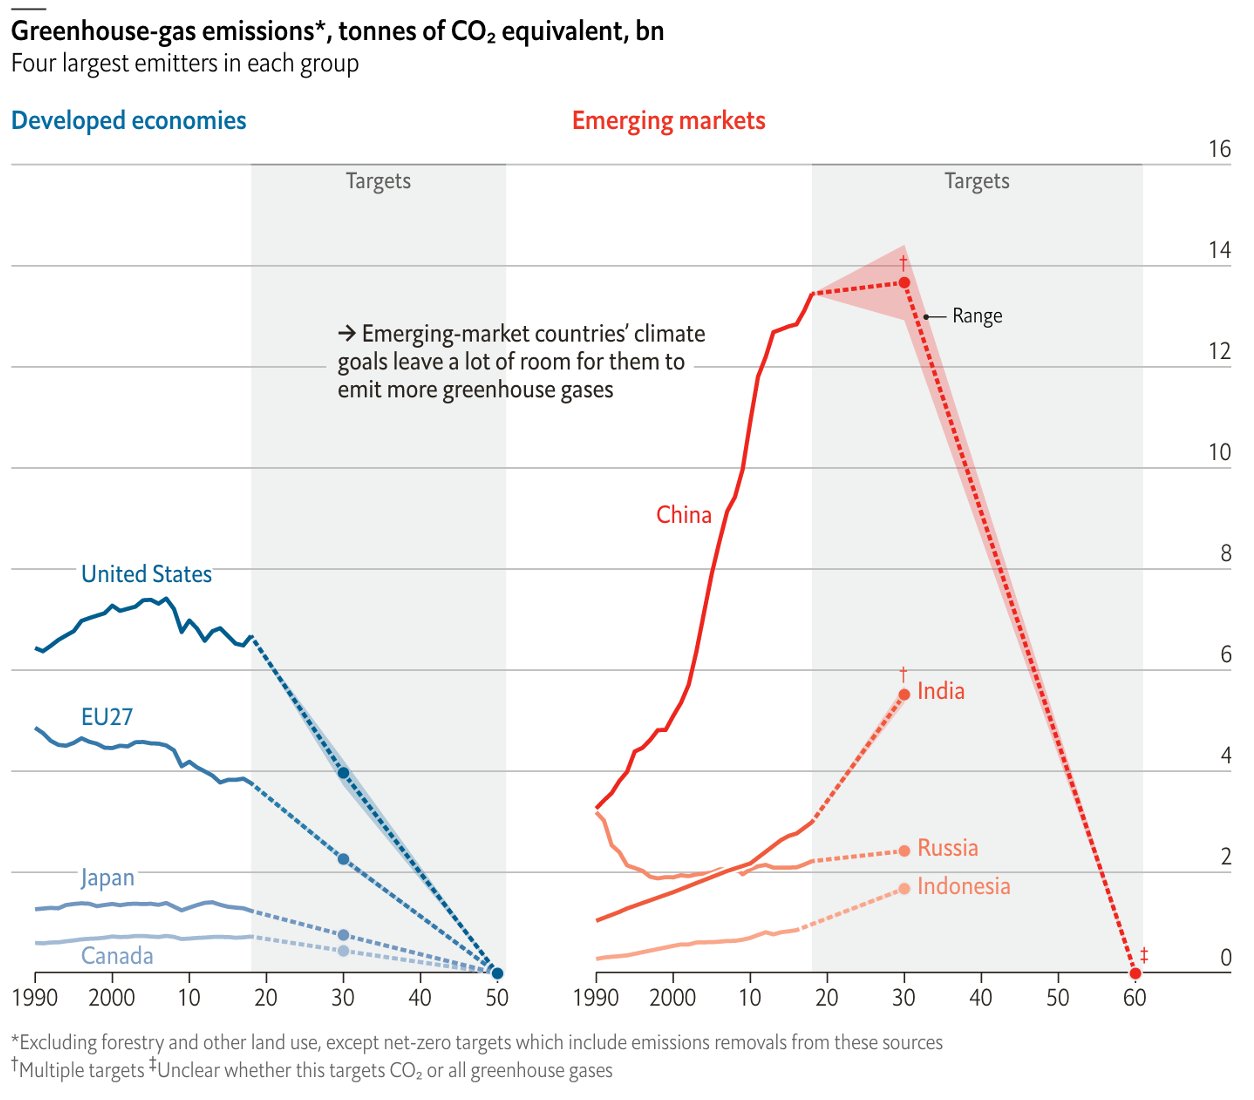 Greenhouse-gas emissions*, tonnes of CO₂ equivalent, bn
Four largest emitters in each group
Developed economies
Emerging markets
16
Targets
Targets
14
†
Range
→ Emerging-market countries’ climate
goals leave a lot of room for them to
emit more greenhouse gases
12
10
China
8
United States
6
†
India
EU27
4
Russia
2
Japan
Indonesia
Canada
0
‡
1990 2000 10 20 30 40 50
1990 2000 10 20 30 40 50 60
*Excluding forestry and other land use, except net-zero targets which include emissions removals from these sources
†Multiple targets ‡Unclear whether this targets CO₂ or all greenhouse gases